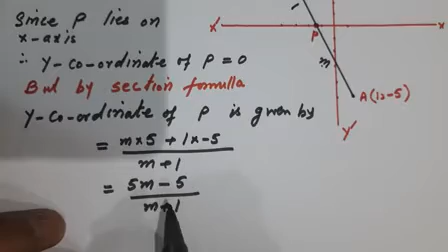 Since P lies on
x-axis
∴ Y-co-ordinate of P = 0
But by section formula
Y-co-ordinate of P is given by
= m×5 + 1×-5
m+1
= 5m - 5
m+1
X'
P
m
A(1,-5)
Y'